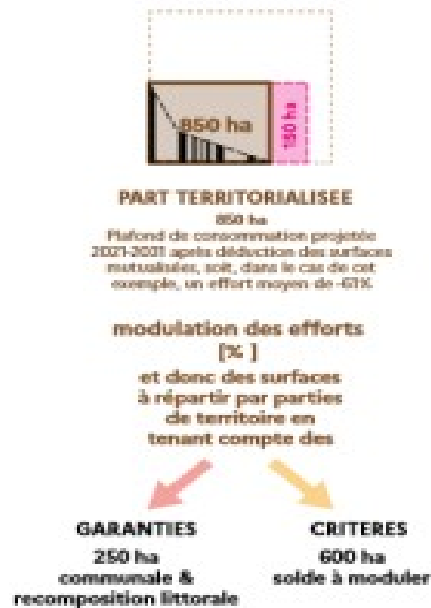 850 ha
150 ha
PART TERRITORIALISEE
850 ha
Plafond de consommation projetée
2021-2031 après déduction des surfaces
mutualisées, soit, dans le cas de cet
exemple, un effort moyen de -61%
modulation des efforts
[% ]
et donc des surfaces
à répartir par parties
de territoire en
tenant compte des
GARANTIES
250 ha
communale &
recomposition littorale
CRITERES
600 ha
solde à moduler